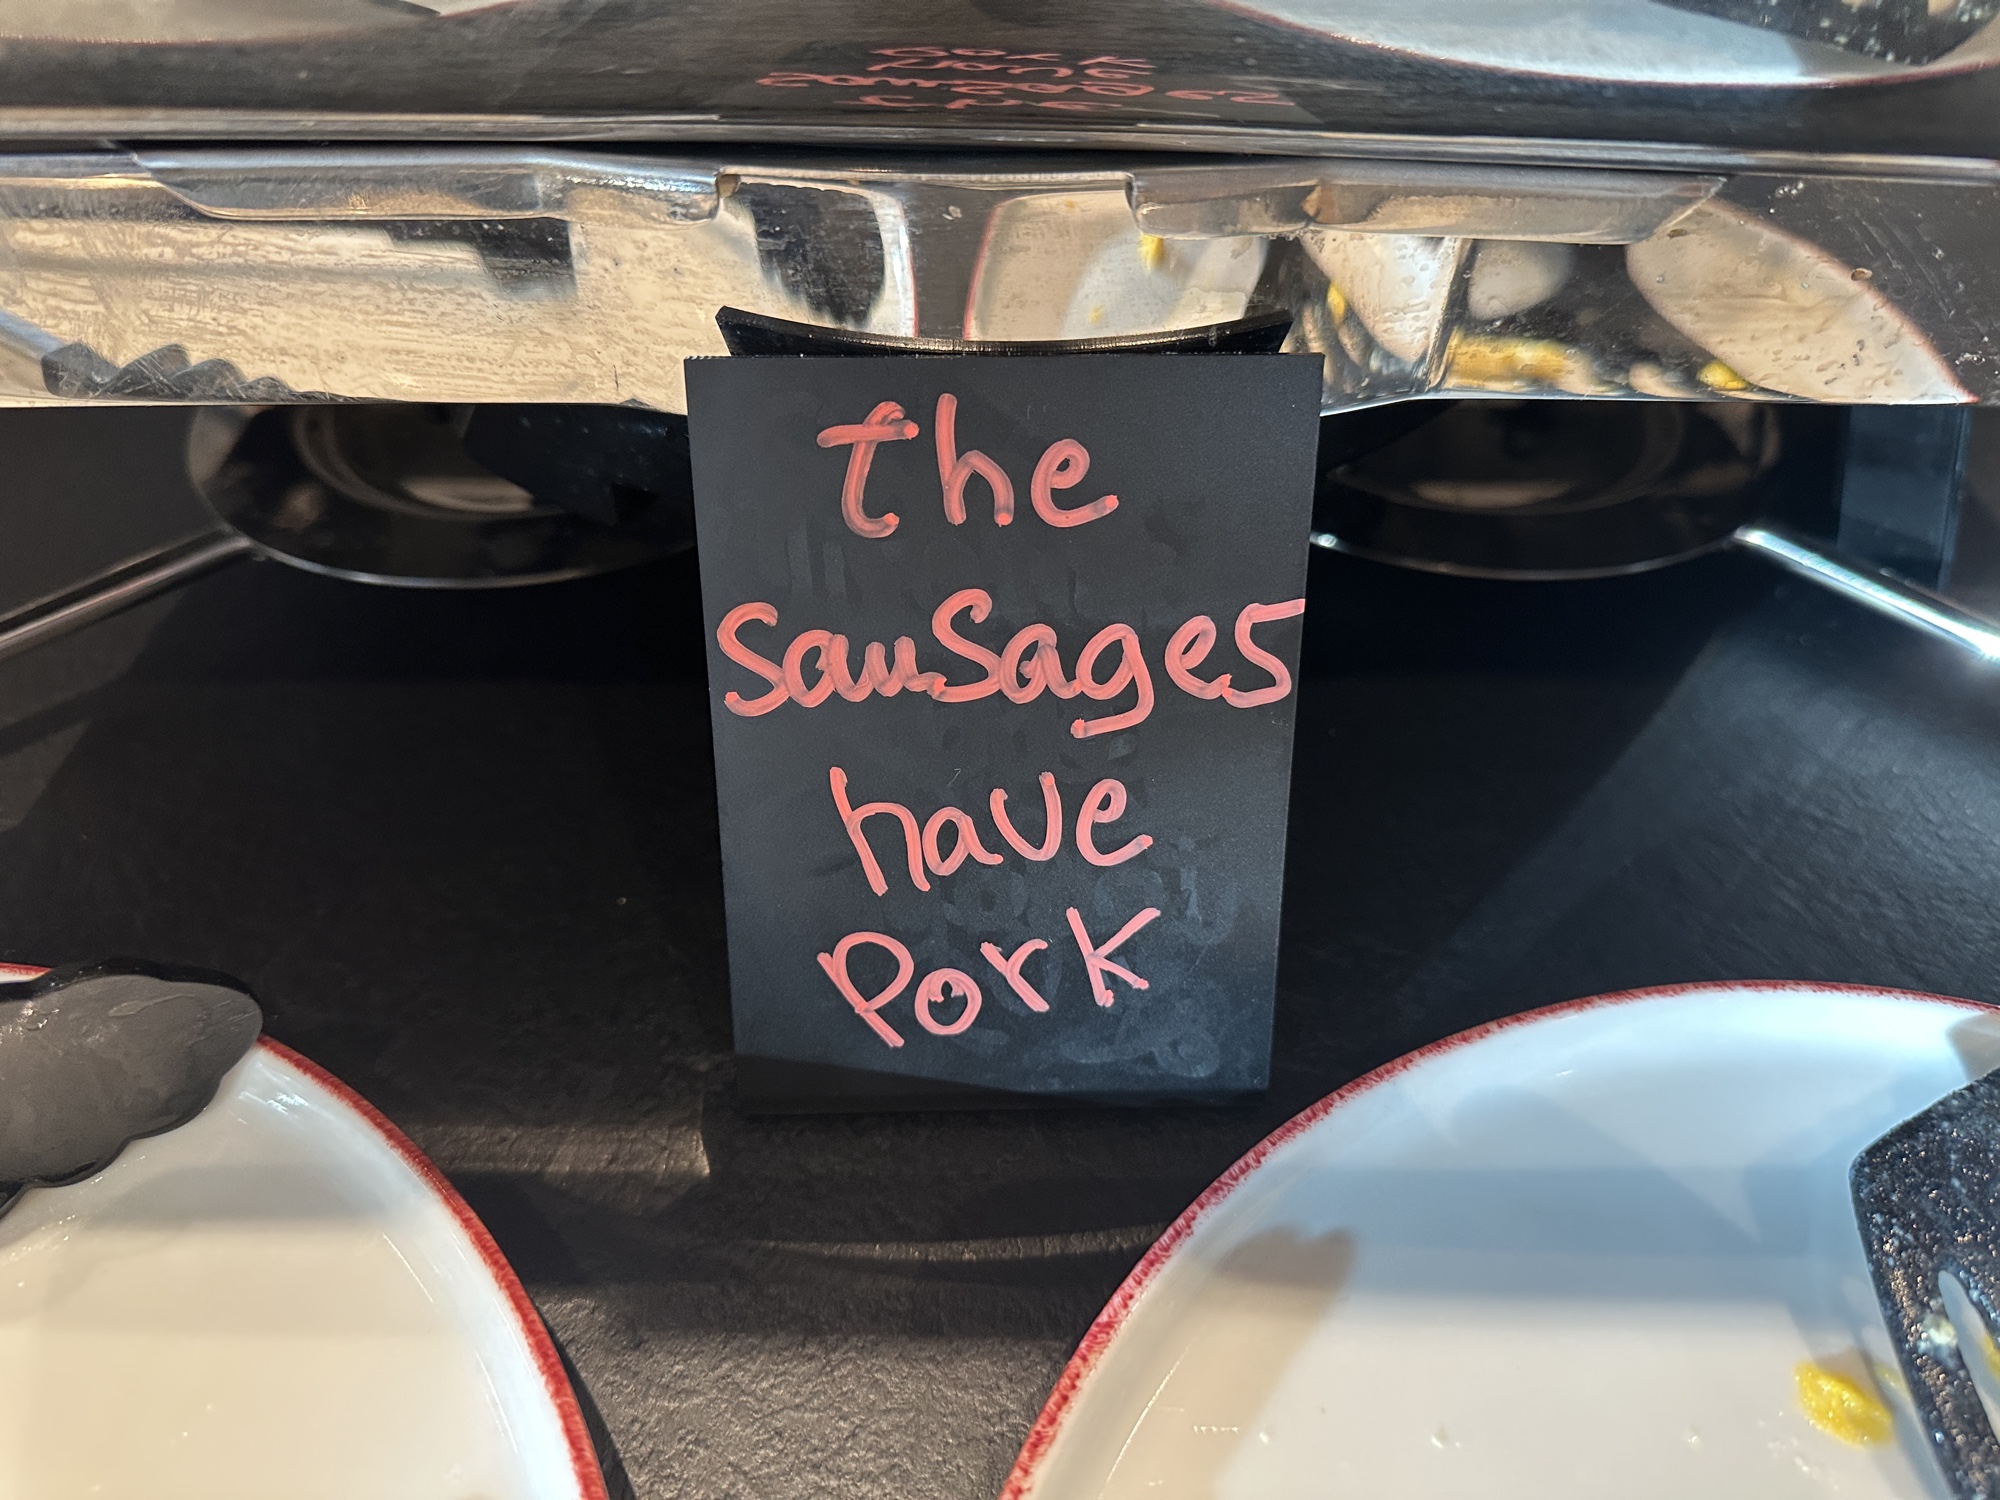 the
sausages
have
Pork